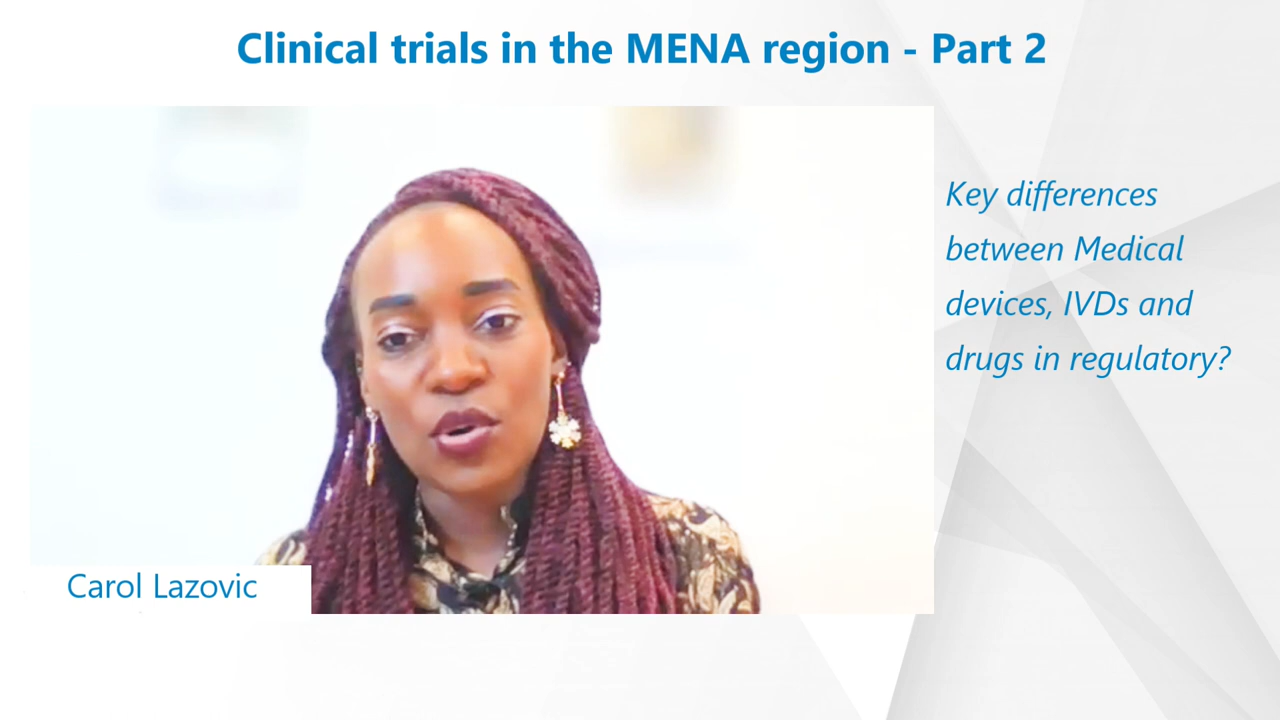 Clinical trials in the MENA region - Part 2
Key differences
between Medical
devices, IVDs and
drugs in regulatory?
Carol Lazovic